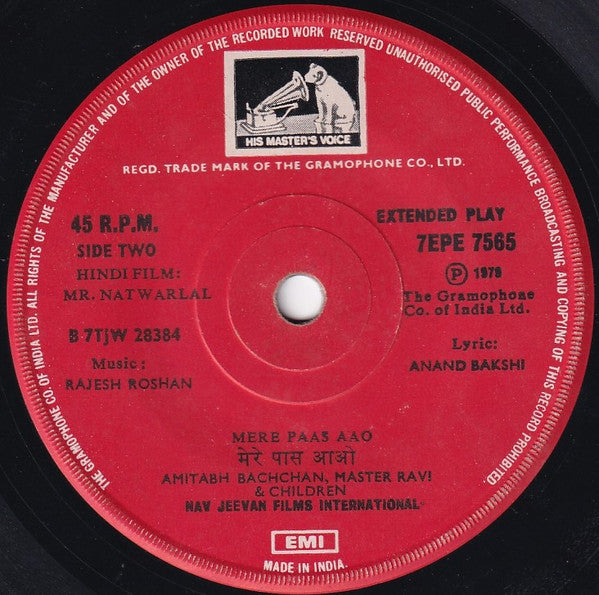 THE GRAMOPHONE CO. OF INDIA LTD. ALL RIGHTS OF THE MANUFACTURER AND OF THE OWNER OF THE RECORDED WORK RESERVED UNAUTHORISED PUBLIC PERFORMANCE BROADCASTING AND COPYING OF THIS RECORD PROHIBITED.
HIS MASTER'S VOICE
REGD. TRADE MARK OF THE GRAMOPHONE CO., LTD.
45 R.P.M.
SIDE TWO
HINDI FILM:
MR. NATWARLAL
B 7TJW 28384
Music:
RAJESH ROSHAN
EXTENDED PLAY
7EPE 7565
℗ 1979
The Gramophone
Co. of India Ltd.
Lyric:
ANAND BAKSHI
MERE PAAS AAO
मेरे पास आओ
AMITABH BACHCHAN, MASTER RAVI
& CHILDREN
NAV JEEVAN FILMS INTERNATIONAL
EMI
MADE IN INDIA.